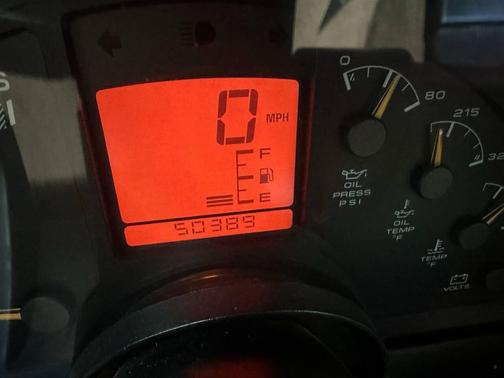 0 MPH
F
E
50389
0
80
OIL
PRESS
PSI
215
OIL
TEMP
°F
TEMP
°F
VOLTS